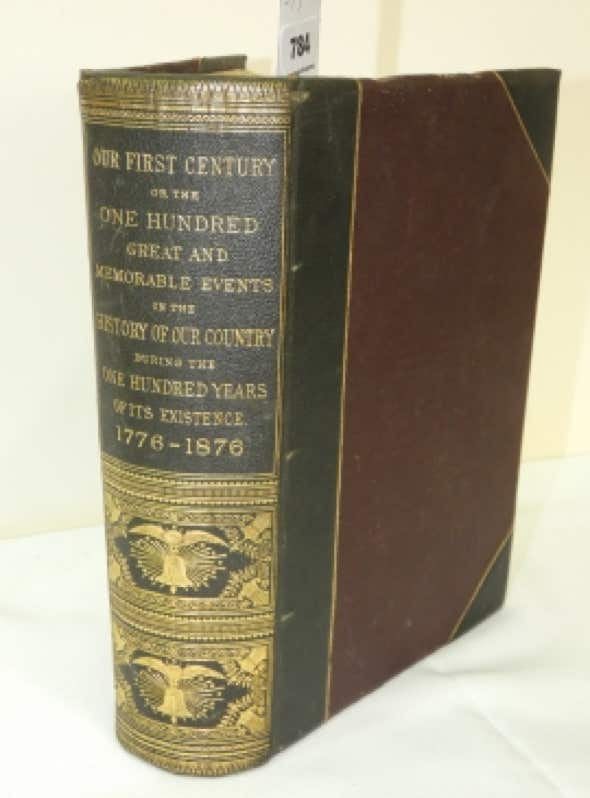 784
OUR FIRST CENTURY
OR, THE
ONE HUNDRED
GREAT AND
MEMORABLE EVENTS
IN THE
HISTORY OF OUR COUNTRY
DURING THE
ONE HUNDRED YEARS
OF ITS EXISTENCE.
1776-1876